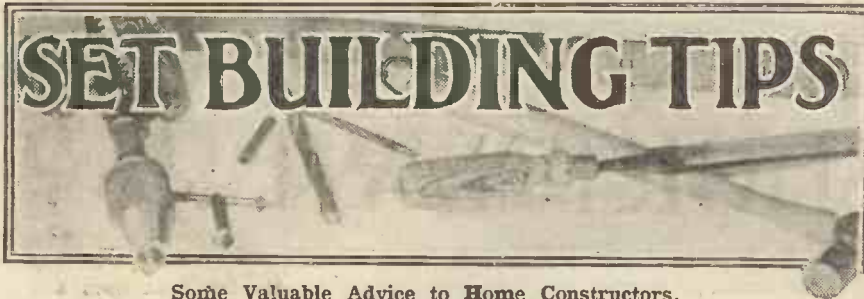 SET BUILDING TIPS
Some Valuable Advice to Home Constructors.